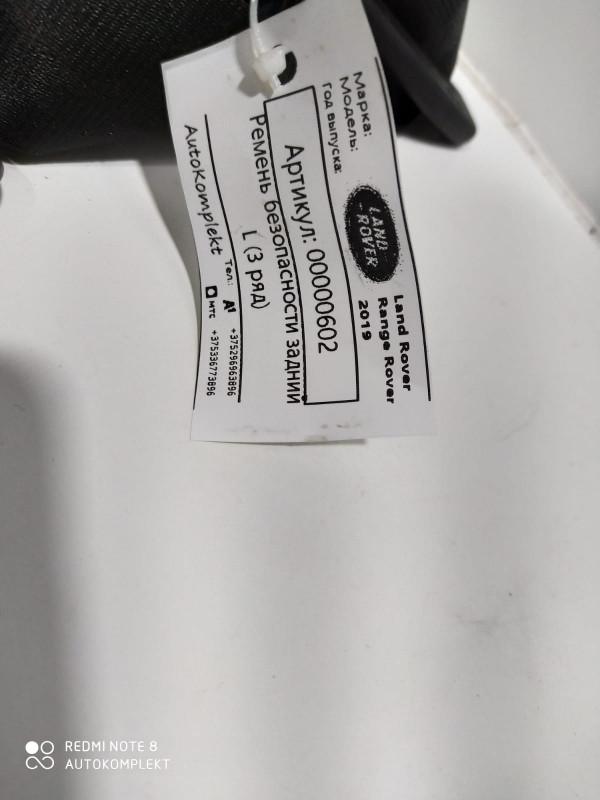 Марка: Land Rover
Модель: Range Rover
Год выпуска: 2019
LAND
ROVER
Артикул: 00000602
Ремень безопасности задний
L (3 ряд)
AutoKomplekt
Тел.: A1 +375296963896
МТС +375336773896
REDMI NOTE 8
AUTOKOMPLEKT